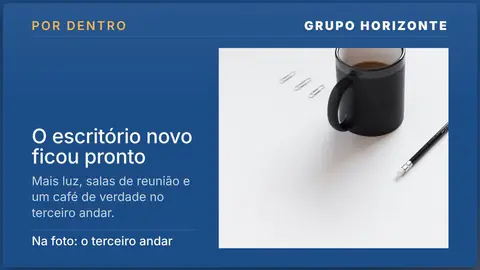 POR DENTRO
GRUPO HORIZONTE
O escritório novo
ficou pronto
Mais luz, salas de reunião e
um café de verdade no
terceiro andar.
Na foto: o terceiro andar